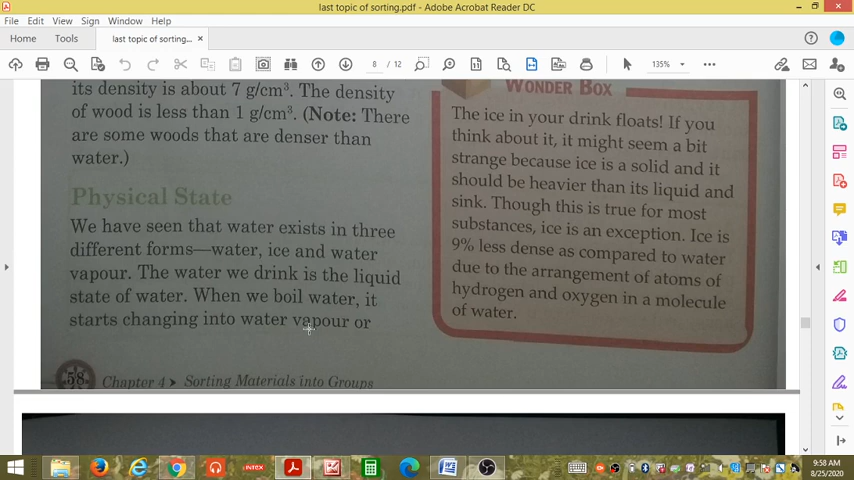 last topic of sorting.pdf - Adobe Acrobat Reader DC
File Edit View Sign Window Help
Home Tools last topic of sorting... ×
8 / 12 135%
its density is about 7 g/cm³. The density
of wood is less than 1 g/cm³. (Note: There
are some woods that are denser than
water.)
Physical State
We have seen that water exists in three
different forms—water, ice and water
vapour. The water we drink is the liquid
state of water. When we boil water, it
starts changing into water vapour or
58 Chapter 4 Sorting Materials into Groups
WONDER BOX
The ice in your drink floats! If you
think about it, it might seem a bit
strange because ice is a solid and it
should be heavier than its liquid and
sink. Though this is true for most
substances, ice is an exception. Ice is
9% less dense as compared to water
due to the arrangement of atoms of
hydrogen and oxygen in a molecule
of water.
intex
9:58 AM
8/25/2020